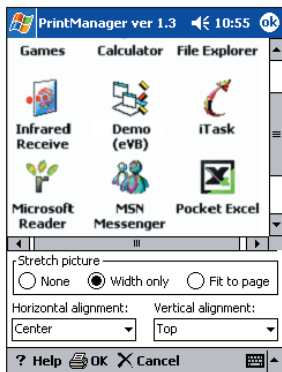 PrintManager ver 1.3 10:55 ok
Games Calculator File Explorer
Infrared Receive Demo (eVB) iTask
Microsoft Reader MSN Messenger Pocket Excel
Stretch picture
None Width only Fit to page
Horizontal alignment: Vertical alignment:
Center Top
? Help OK Cancel